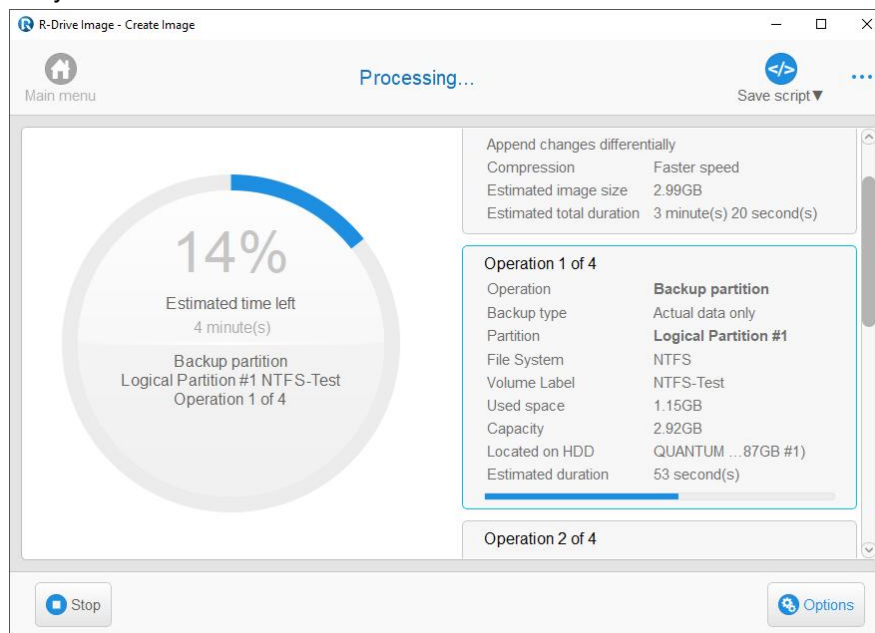 R-Drive Image - Create Image
Main menu
Processing...
Save script▼
14%
Estimated time left
4 minute(s)
Backup partition
Logical Partition #1 NTFS-Test
Operation 1 of 4
Append changes differentially
Compression Faster speed
Estimated image size 2.99GB
Estimated total duration 3 minute(s) 20 second(s)
Operation 1 of 4
Operation Backup partition
Backup type Actual data only
Partition Logical Partition #1
File System NTFS
Volume Label NTFS-Test
Used space 1.15GB
Capacity 2.92GB
Located on HDD QUANTUM ...87GB #1)
Estimated duration 53 second(s)
Operation 2 of 4
Stop
Options